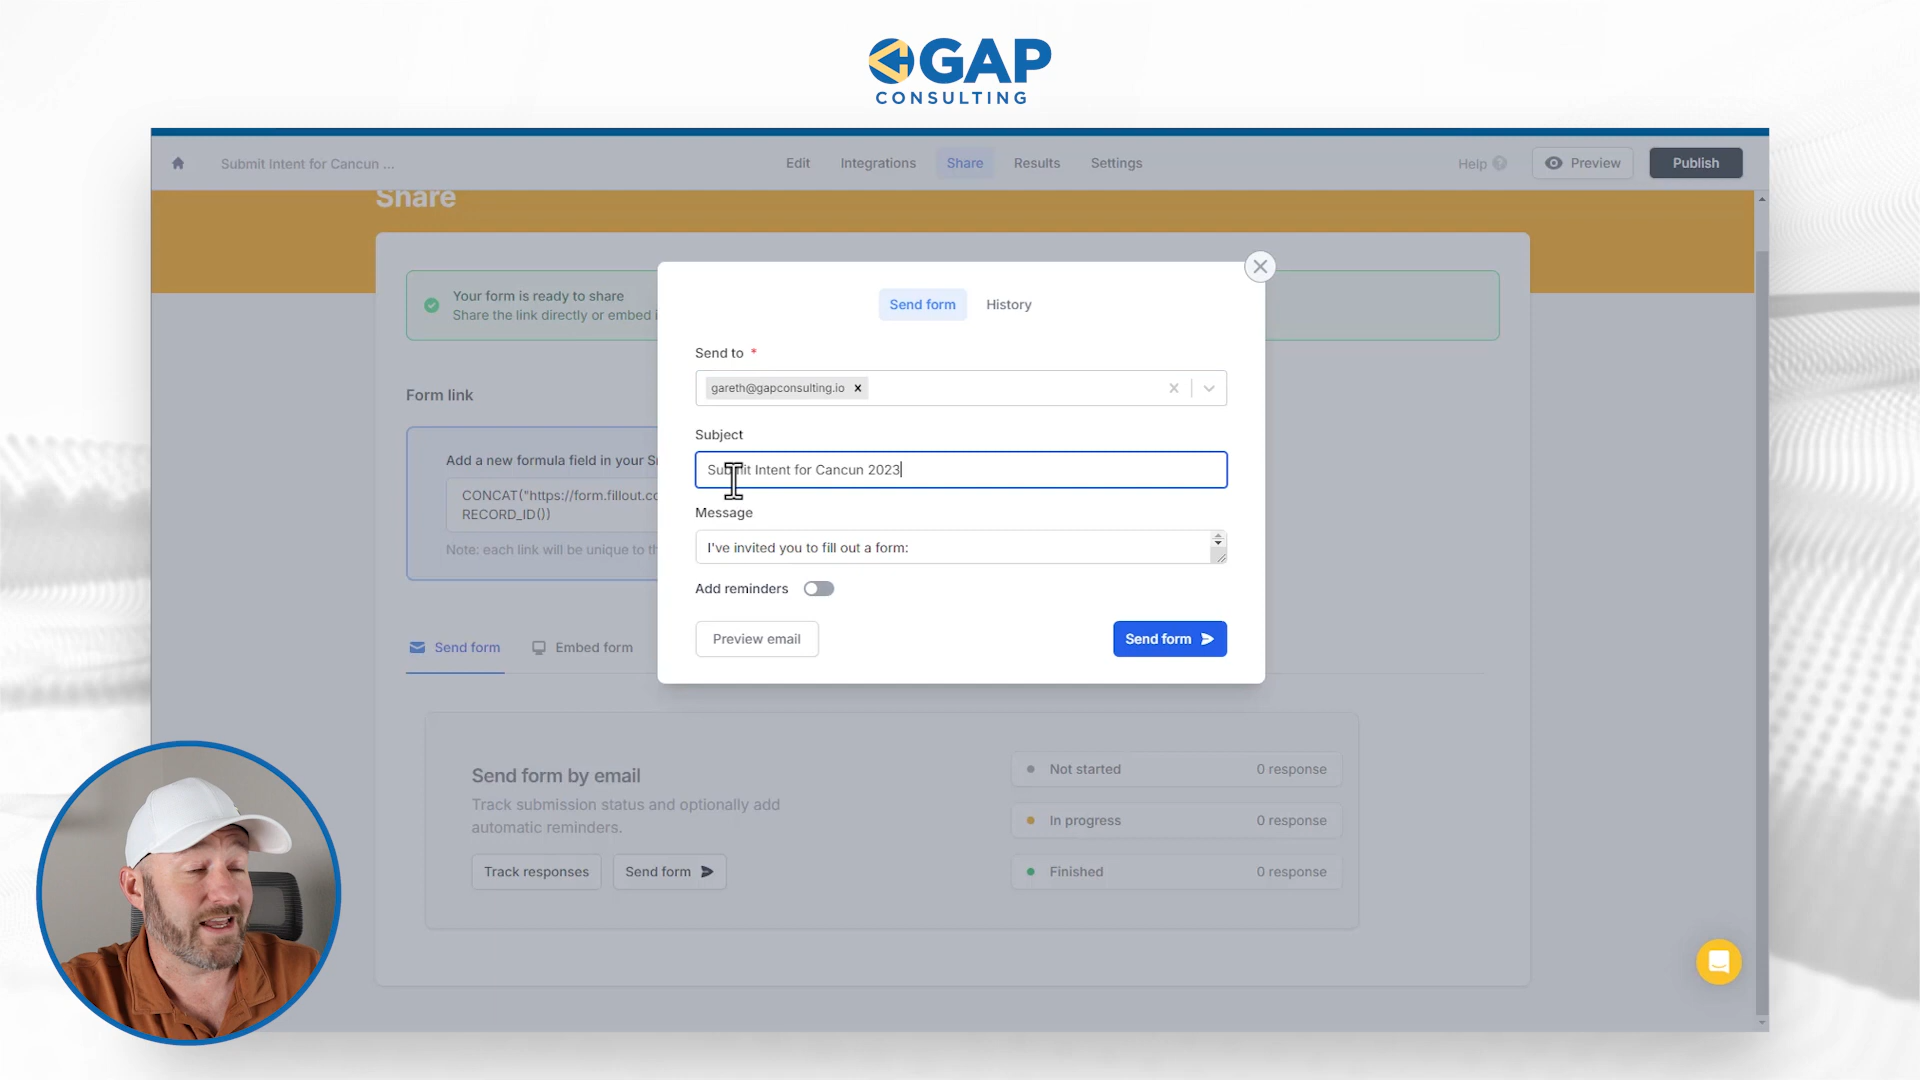 GAP
CONSULTING
Submit Intent for Cancun ...
Edit
Integrations
Share
Results
Settings
Help
Preview
Publish
Share
Your form is ready to share
Share the link directly or embed i
Form link
Add a new formula field in your
CONCAT("https://form.fillout.co
RECORD_ID())
Note: each link will be unique to th
Send form
Embed form
Send form by email
Track submission status and optionally add
automatic reminders.
Track responses
Send form
Not started
0 response
In progress
0 response
Finished
0 response
Send form
History
Send to *
gareth@gapconsulting.io
Subject
Submit Intent for Cancun 2023
Message
I've invited you to fill out a form:
Add reminders
Preview email
Send form